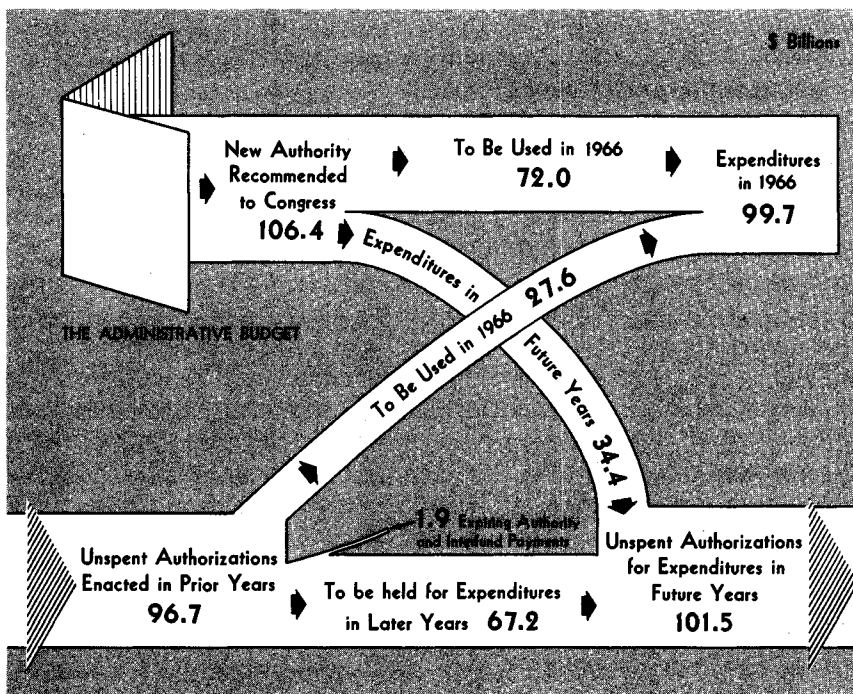 $ Billions
New Authority
Recommended
to Congress
106.4
To Be Used in 1966
72.0
Expenditures
in 1966
99.7
Expenditures in
Future Years 34.4
To Be Used in 1966 27.6
THE ADMINISTRATIVE BUDGET
1.9 Expiring Authority
and Interfund Payments
Unspent Authorizations
Enacted in Prior Years
96.7
To be held for Expenditures
in Later Years 67.2
Unspent Authorizations
for Expenditures in
Future Years
101.5